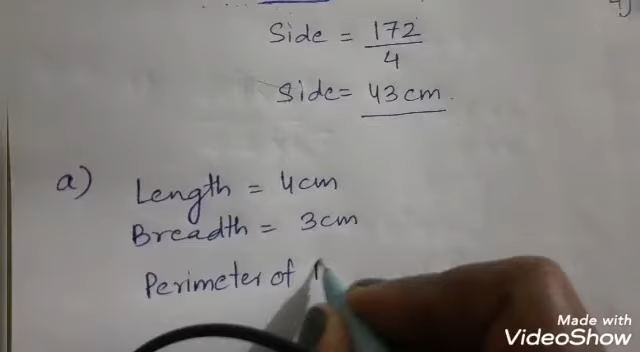 Side = 172
4
Side = 43 cm.
a) Length = 4 cm
Breadth = 3 cm
Perimeter of
Made with
VideoShow